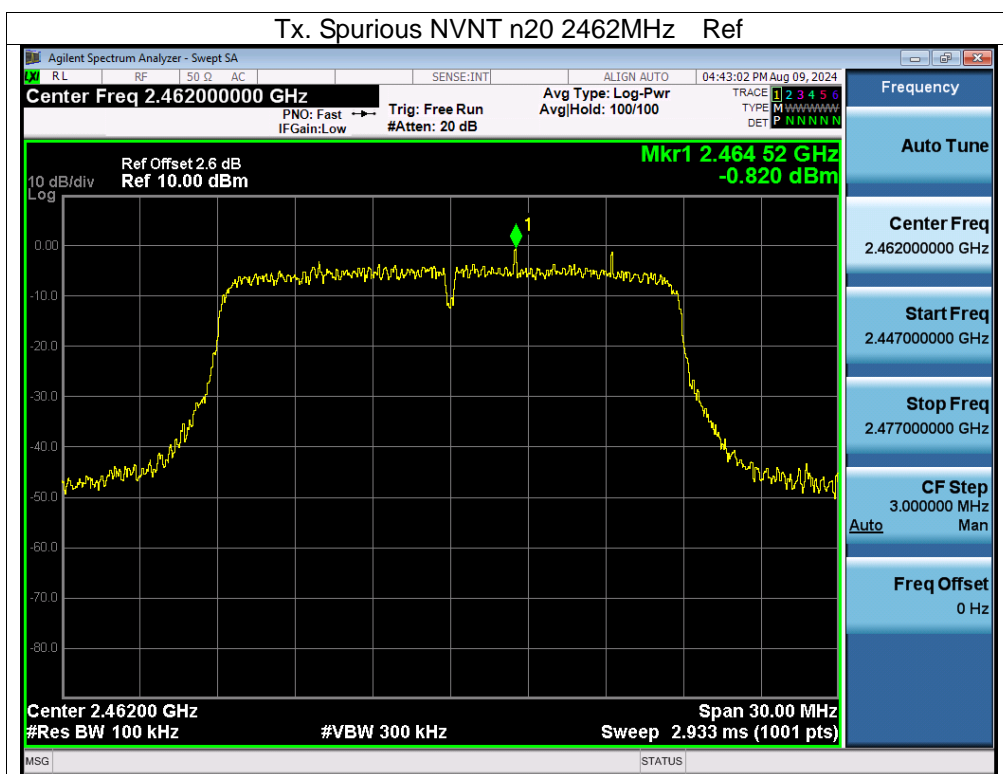 Tx. Spurious NVNT n20 2462MHz Ref
Agilent Spectrum Analyzer - Swept SA
LXI RL RF 50 Ω AC SENSE:INT ALIGN AUTO 04:43:02 PM Aug 09, 2024
Center Freq 2.462000000 GHz
PNO: Fast
IFGain:Low
Trig: Free Run
#Atten: 20 dB
Avg Type: Log-Pwr
Avg|Hold: 100/100
TRACE 1 2 3 4 5 6
TYPE M WWWWW
DET P N N N N N
Mkr1 2.464 52 GHz
-0.820 dBm
Ref Offset 2.6 dB
10 dB/div Ref 10.00 dBm
Log
1
0.00
-10.0
-20.0
-30.0
-40.0
-50.0
-60.0
-70.0
-80.0
Center 2.46200 GHz Span 30.00 MHz
#Res BW 100 kHz #VBW 300 kHz Sweep 2.933 ms (1001 pts)
MSG STATUS
Frequency
Auto Tune
Center Freq
2.462000000 GHz
Start Freq
2.447000000 GHz
Stop Freq
2.477000000 GHz
CF Step
3.000000 MHz
Auto Man
Freq Offset
0 Hz